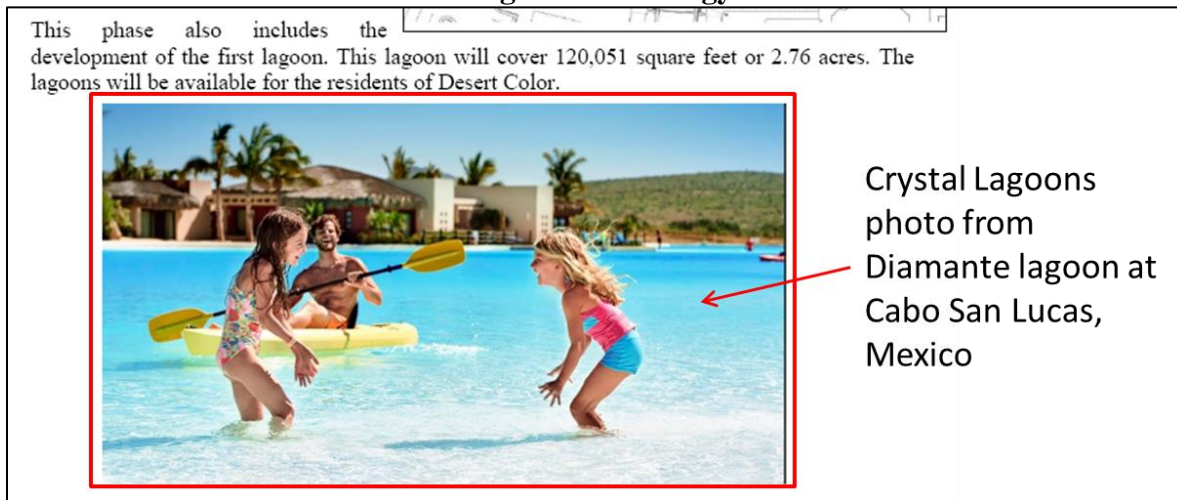 This phase also includes the
development of the first lagoon. This lagoon will cover 120,051 square feet or 2.76 acres. The
lagoons will be available for the residents of Desert Color.
Crystal Lagoons
photo from
Diamante lagoon at
Cabo San Lucas,
Mexico